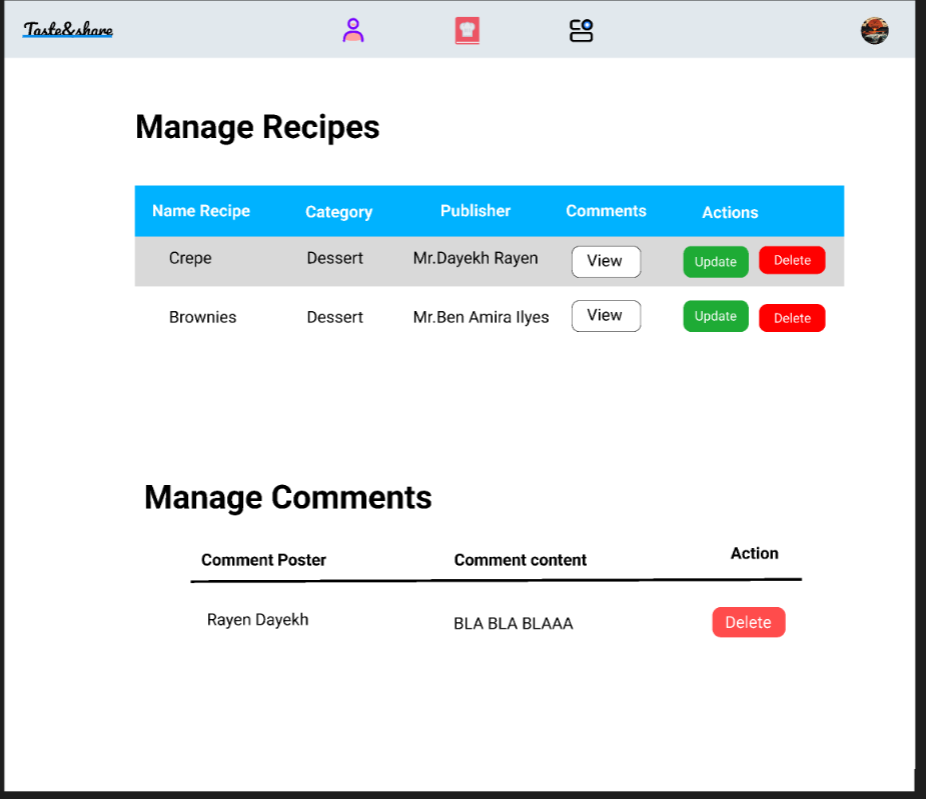 Taste&share
Manage Recipes
Name Recipe Category Publisher Comments Actions
Crepe Dessert Mr.Dayekh Rayen View Update Delete
Brownies Dessert Mr.Ben Amira Ilyes View Update Delete
Manage Comments
Comment Poster Comment content Action
Rayen Dayekh BLA BLA BLAAA Delete